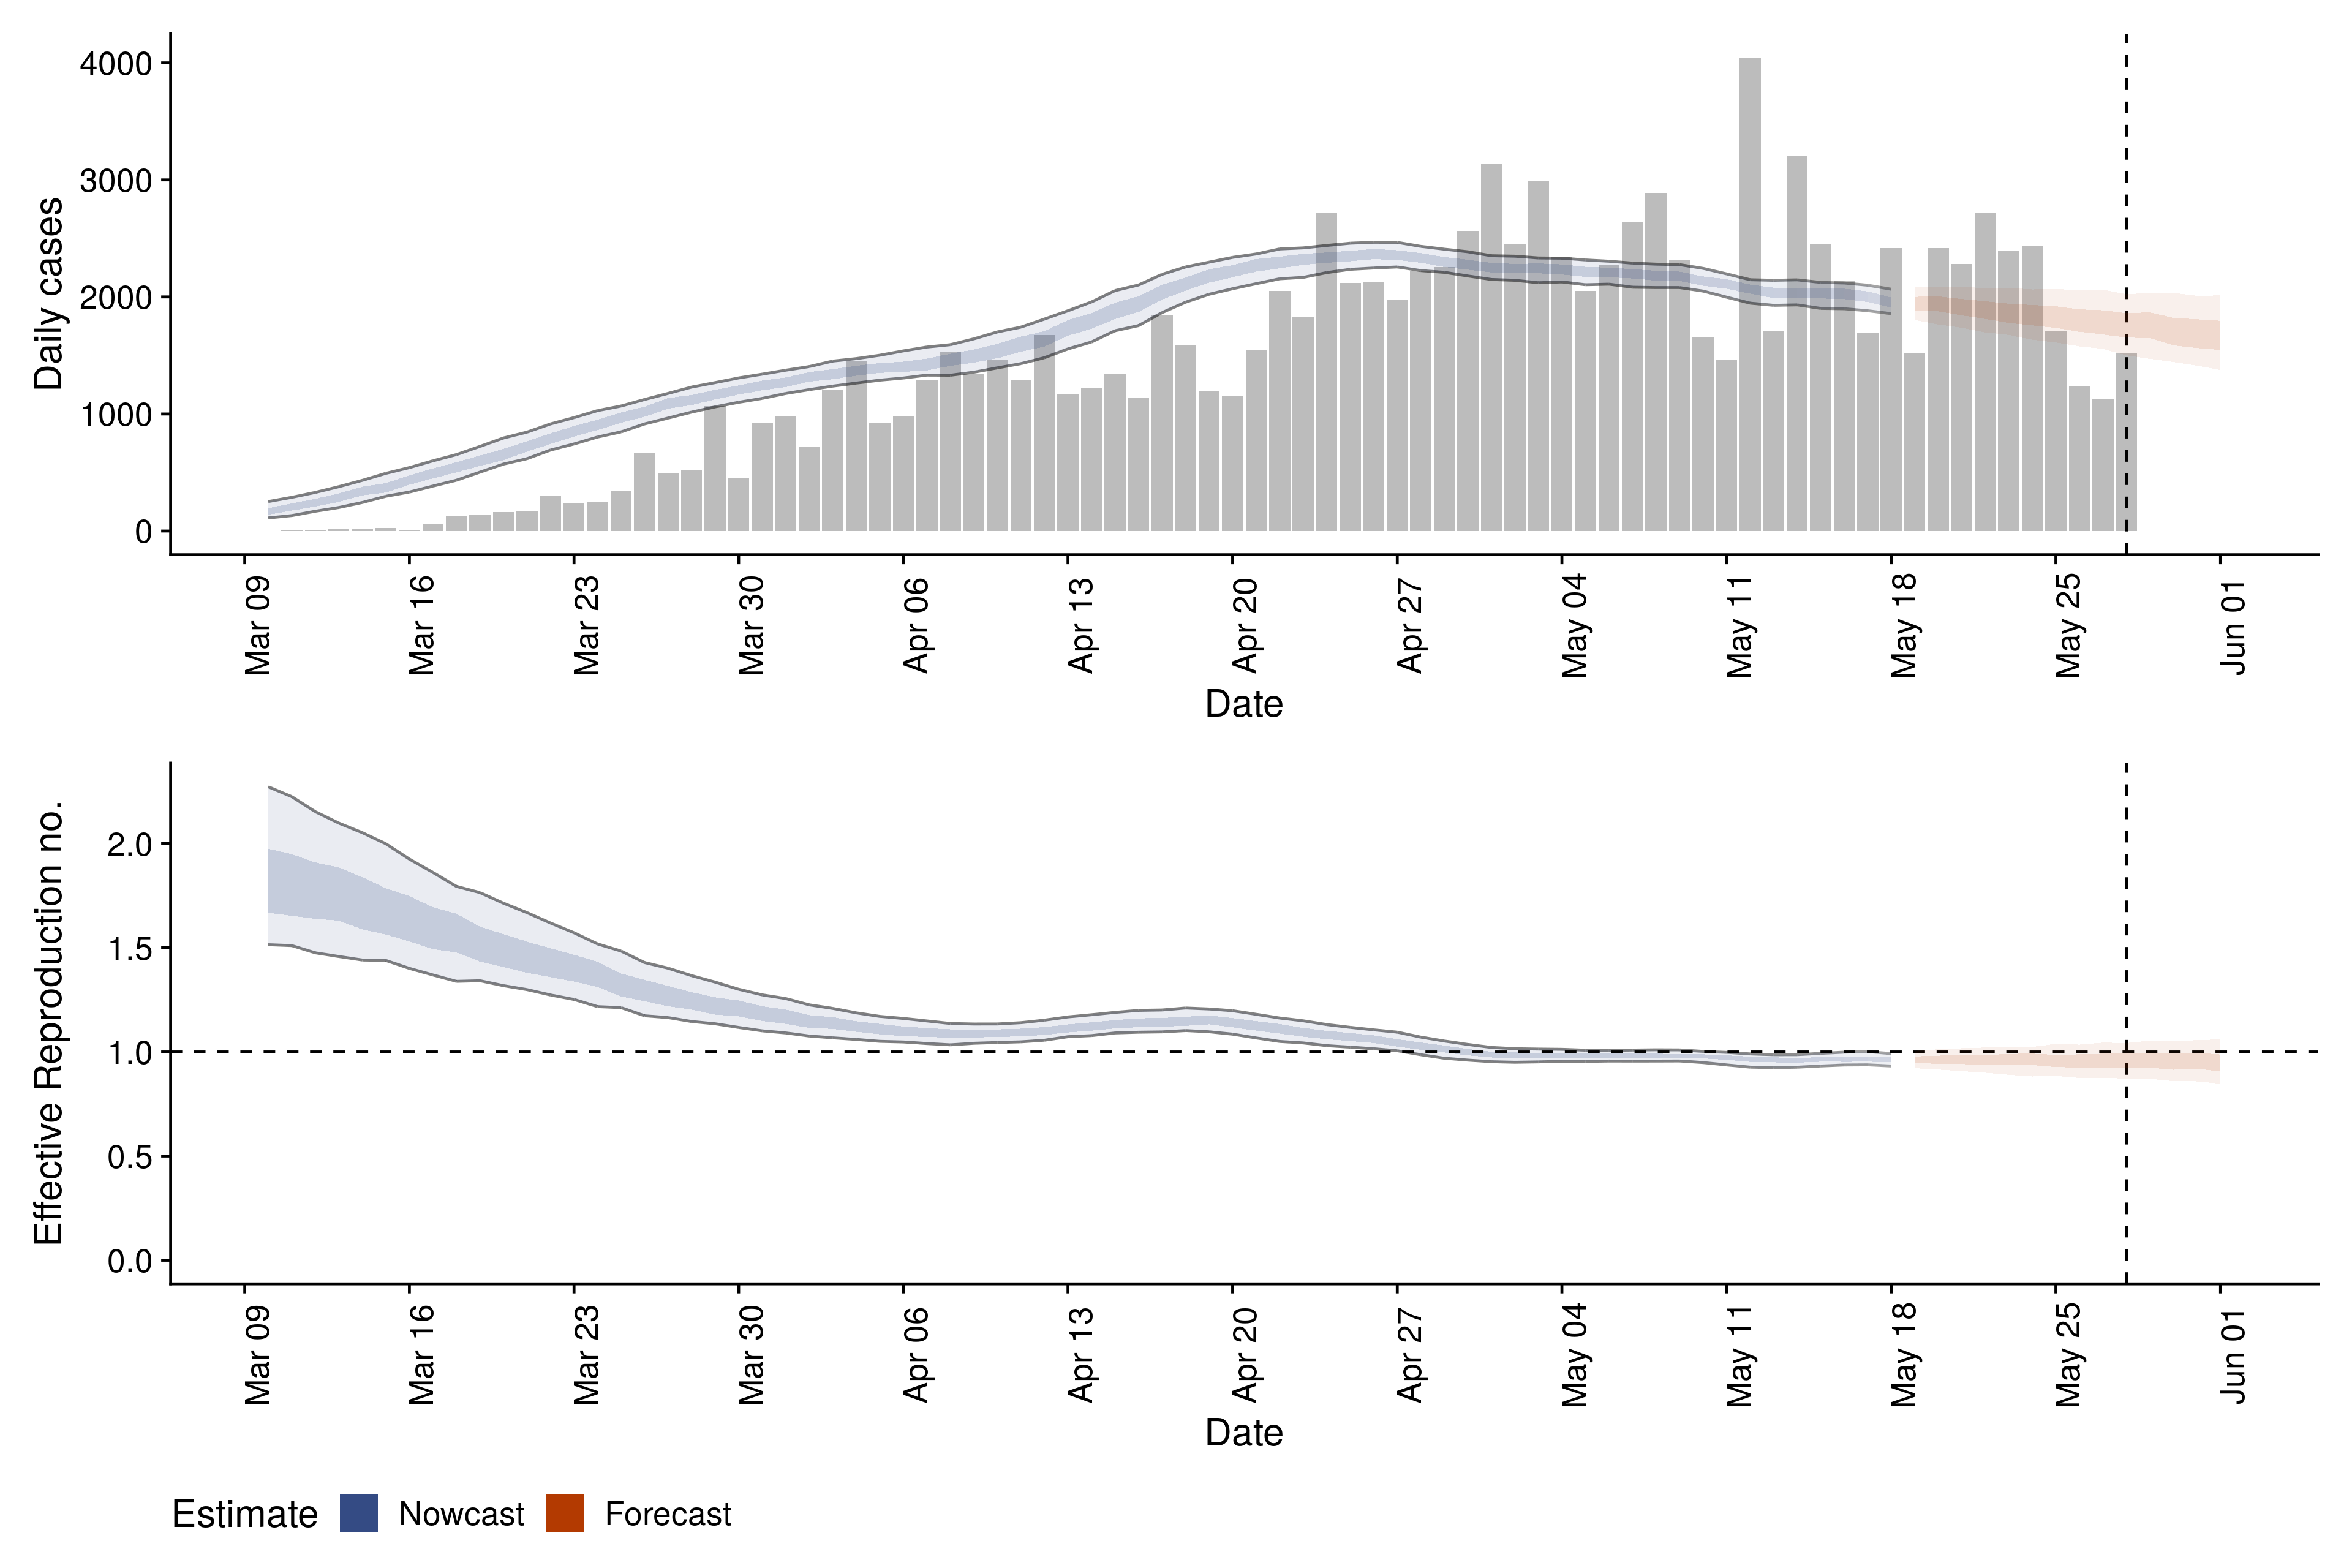 Daily cases
4000
3000
2000
1000
0
Mar 09
Mar 16
Mar 23
Mar 30
Apr 06
Apr 13
Apr 20
Apr 27
May 04
May 11
May 18
May 25
Jun 01
Date
Effective Reproduction no.
2.0
1.5
1.0
0.5
0.0
Mar 09
Mar 16
Mar 23
Mar 30
Apr 06
Apr 13
Apr 20
Apr 27
May 04
May 11
May 18
May 25
Jun 01
Date
Estimate Nowcast Forecast